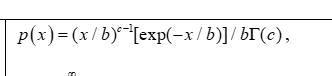 p(x) = (x / b)^{c-1}[exp(−x / b)] / bΓ(c),